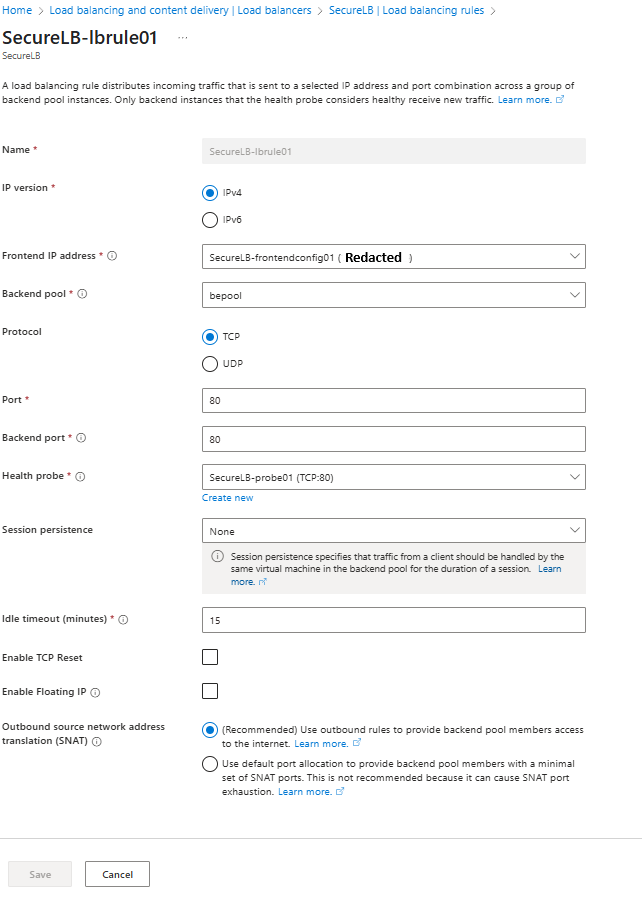 Home > Load balancing and content delivery | Load balancers > SecureLB | Load balancing rules >
SecureLB-lbrule01 ...
SecureLB
A load balancing rule distributes incoming traffic that is sent to a selected IP address and port combination across a group of
backend pool instances. Only backend instances that the health probe considers healthy receive new traffic. Learn more.
Name *
SecureLB-lbrule01
IP version *
IPv4
IPv6
Frontend IP address *
SecureLB-frontendconfig01 ( Redacted )
Backend pool *
bepool
Protocol
TCP
UDP
Port *
80
Backend port *
80
Health probe *
SecureLB-probe01 (TCP:80)
Create new
Session persistence
None
Session persistence specifies that traffic from a client should be handled by the
same virtual machine in the backend pool for the duration of a session. Learn
more.
Idle timeout (minutes) *
15
Enable TCP Reset
Enable Floating IP
Outbound source network address
translation (SNAT)
(Recommended) Use outbound rules to provide backend pool members access
to the internet. Learn more.
Use default port allocation to provide backend pool members with a minimal
set of SNAT ports. This is not recommended because it can cause SNAT port
exhaustion. Learn more.
Save
Cancel